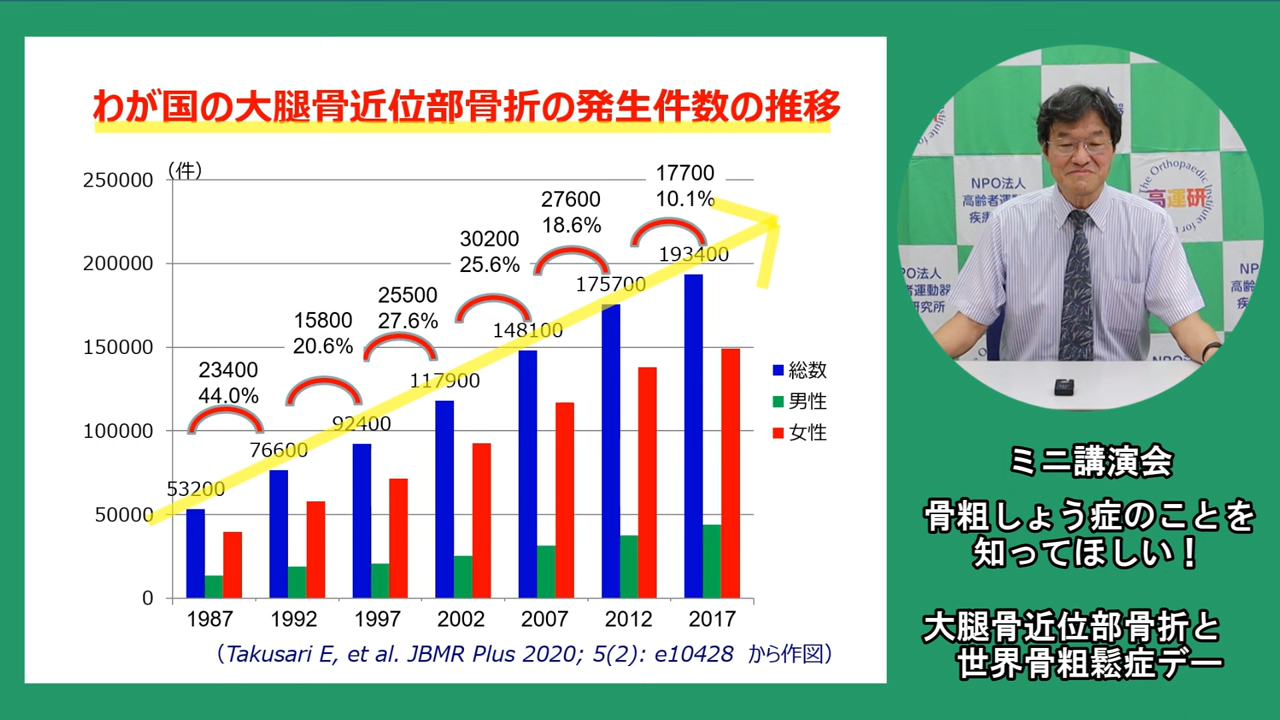 わが国の大腿骨近位部骨折の発生件数の推移
（件）
250000
200000
150000
100000
50000
0
23400
44.0%
15800
20.6%
25500
27.6%
30200
25.6%
27600
18.6%
17700
10.1%
53200
76600
92400
117900
148100
175700
193400
1987
1992
1997
2002
2007
2012
2017
総数
男性
女性
（Takusari E, et al. JBMR Plus 2020; 5(2): e10428 から作図）
NPO法人
高齢者運
疾患
The Orthopaedic Institute for
高運研
PO法人
者運動器
研究所
NP
高齢
疾
NPO法
ミニ講演会
骨粗しょう症のことを
知ってほしい！
大腿骨近位部骨折と
世界骨粗鬆症デー